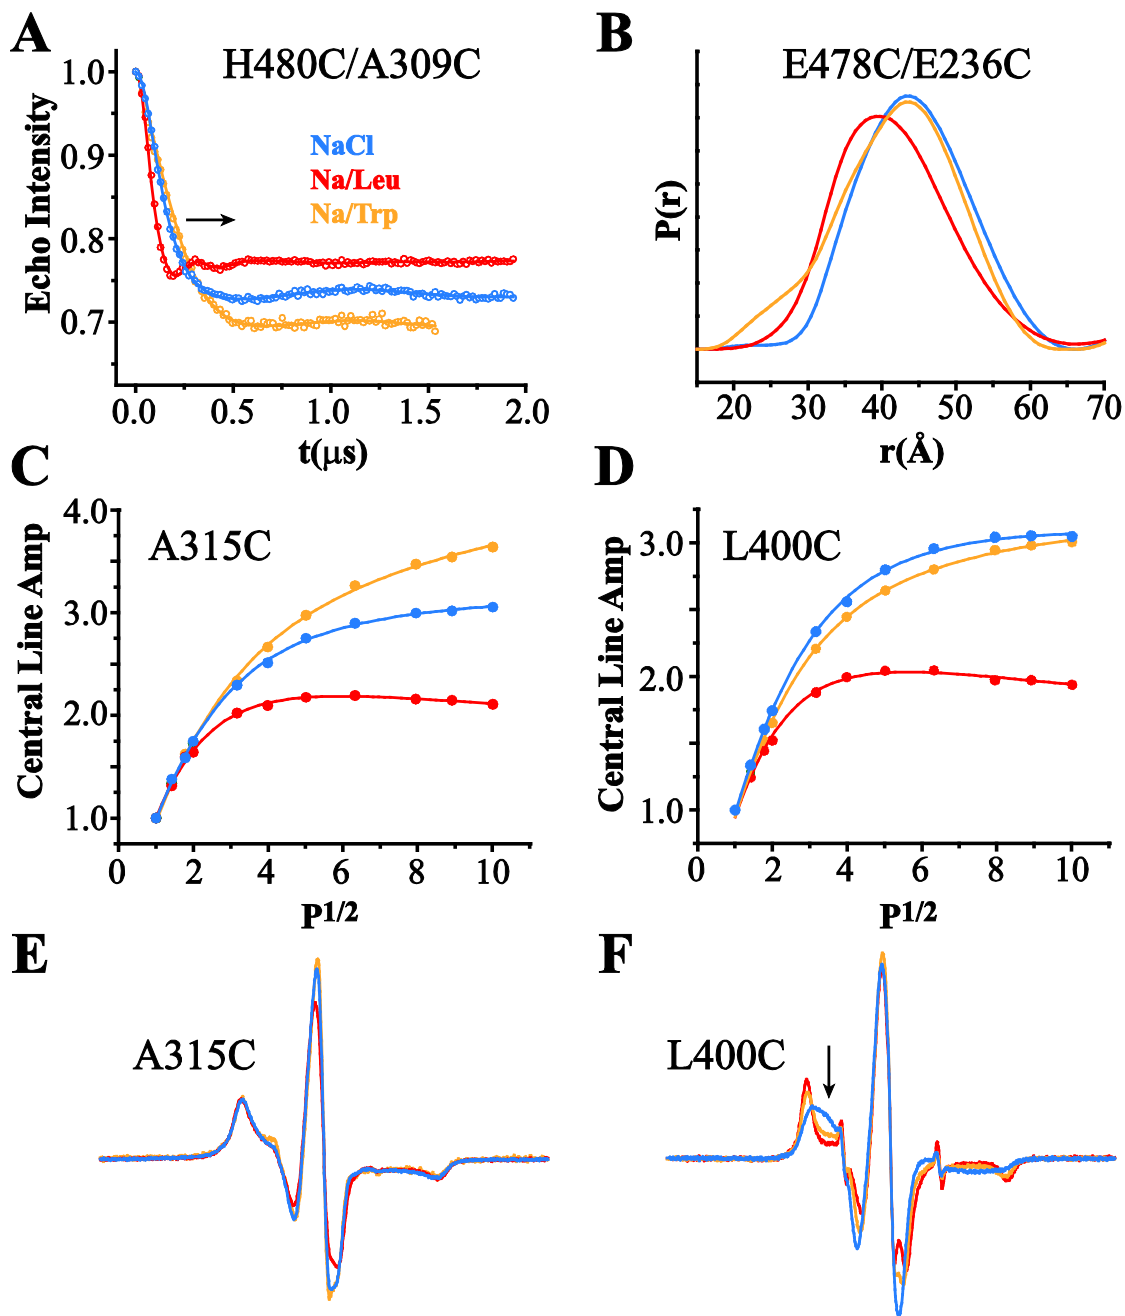 A
H480C/A309C
1.0
0.9
0.8
0.7
Echo Intensity
NaCl
Na/Leu
Na/Trp
0.0 0.5 1.0 1.5 2.0
t(μs)
B
E478C/E236C
P(r)
20 30 40 50 60 70
r(Å)
C
A315C
4.0
3.0
2.0
1.0
Central Line Amp
0 2 4 6 8 10
P1/2
D
L400C
3.0
2.0
1.0
Central Line Amp
0 2 4 6 8 10
P1/2
E
A315C
F
L400C